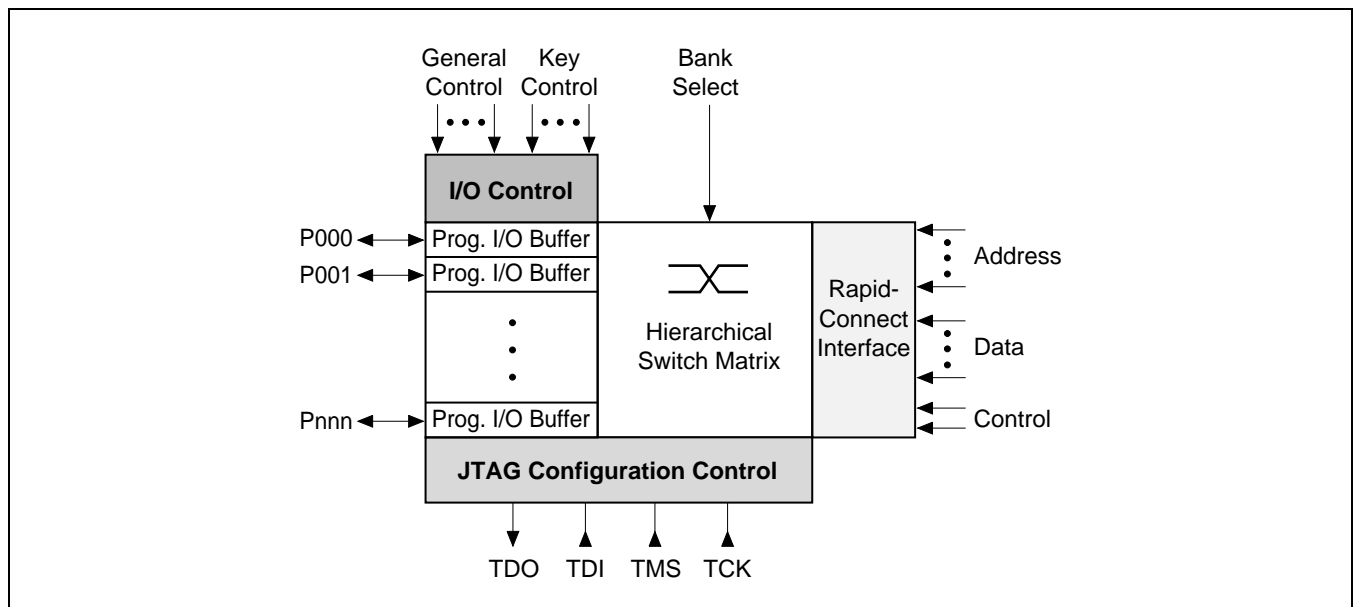 General
Control
Key
Control
Bank
Select
I/O Control
P000
Prog. I/O Buffer
P001
Prog. I/O Buffer
Pnnn
Prog. I/O Buffer
Hierarchical
Switch Matrix
Rapid-
Connect
Interface
Address
Data
Control
JTAG Configuration Control
TDO
TDI
TMS
TCK